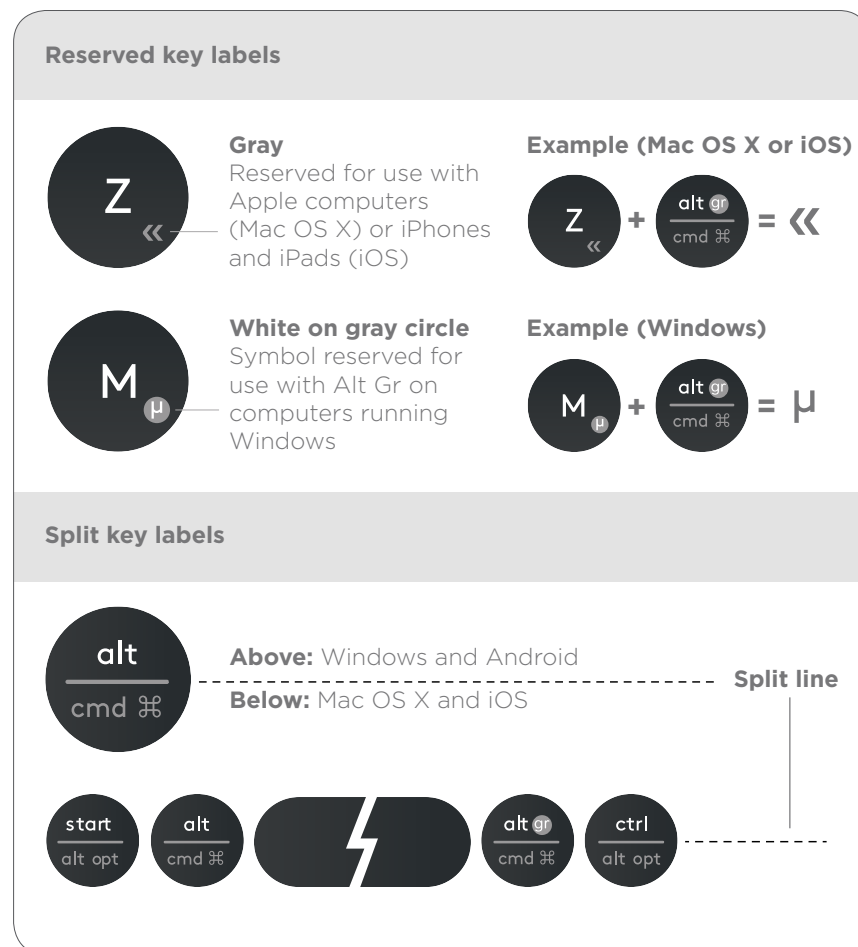 Reserved key labels
Z
«
Gray
Reserved for use with
Apple computers
(Mac OS X) or iPhones
and iPads (iOS)
Example (Mac OS X or iOS)
Z « + alt gr cmd ⌘ = «
M
µ
White on gray circle
Symbol reserved for
use with Alt Gr on
computers running
Windows
Example (Windows)
M µ + alt gr cmd ⌘ = µ
Split key labels
alt
cmd ⌘
Above: Windows and Android
Below: Mac OS X and iOS
Split line
start alt alt gr ctrl
alt opt cmd ⌘ cmd ⌘ alt opt